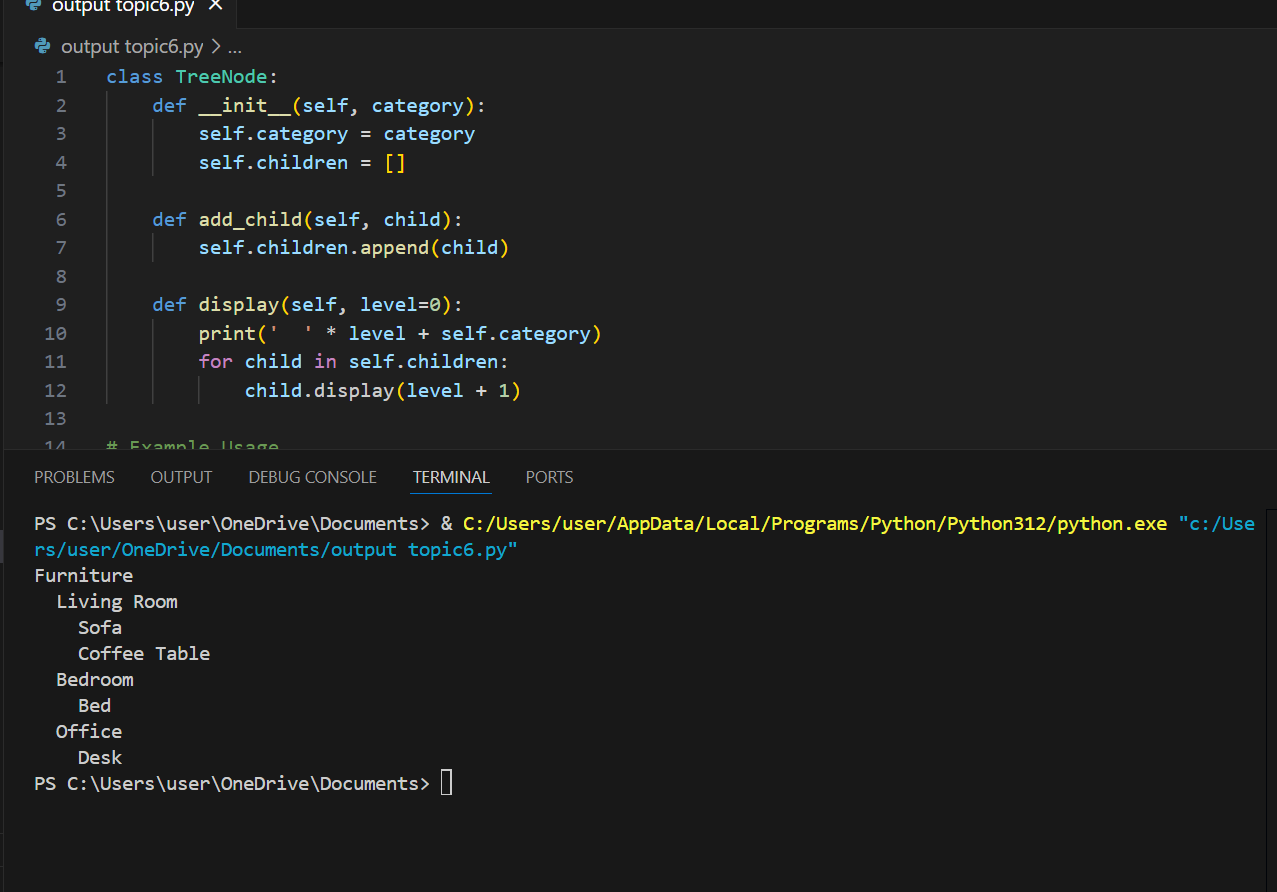 output topic6.py ×
output topic6.py > ...
1 class TreeNode:
2     def __init__(self, category):
3         self.category = category
4         self.children = []
5
6     def add_child(self, child):
7         self.children.append(child)
8
9     def display(self, level=0):
10         print('  ' * level + self.category)
11         for child in self.children:
12             child.display(level + 1)
13
14 # Example Usage
PROBLEMS OUTPUT DEBUG CONSOLE TERMINAL PORTS
PS C:\Users\user\OneDrive\Documents> & C:/Users/user/AppData/Local/Programs/Python/Python312/python.exe "c:/Use
rs/user/OneDrive/Documents/output topic6.py"
Furniture
  Living Room
    Sofa
    Coffee Table
  Bedroom
    Bed
  Office
    Desk
PS C:\Users\user\OneDrive\Documents>